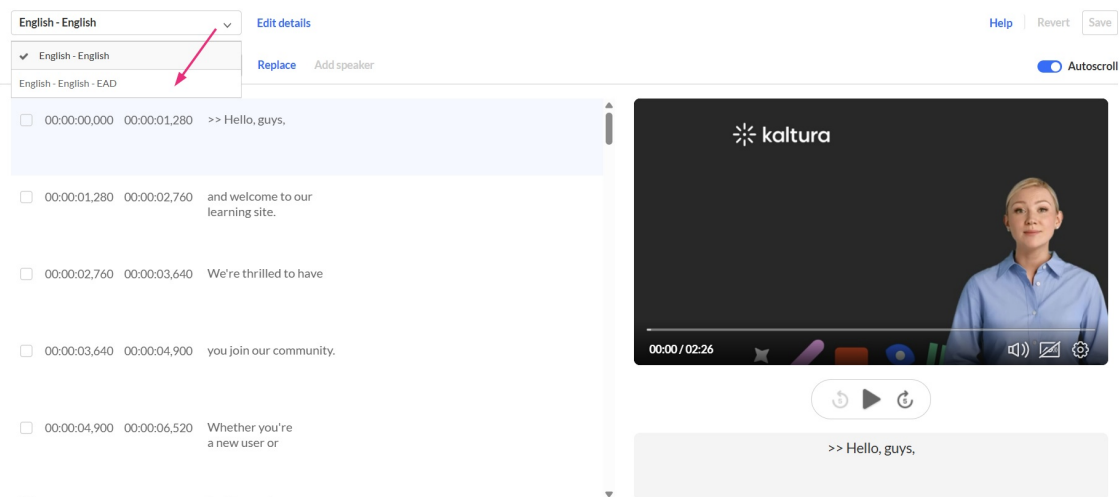 English - English
Edit details
Help
Revert
Save
English - English
English - English - EAD
Replace
Add speaker
Autoscroll
00:00:00,000 00:00:01,280 >> Hello, guys,
00:00:01,280 00:00:02,760 and welcome to our
learning site.
00:00:02,760 00:00:03,640 We're thrilled to have
00:00:03,640 00:00:04,900 you join our community.
00:00:04,900 00:00:06,520 Whether you're
a new user or
kaltura
00:00 / 02:26
5
5
>> Hello, guys,